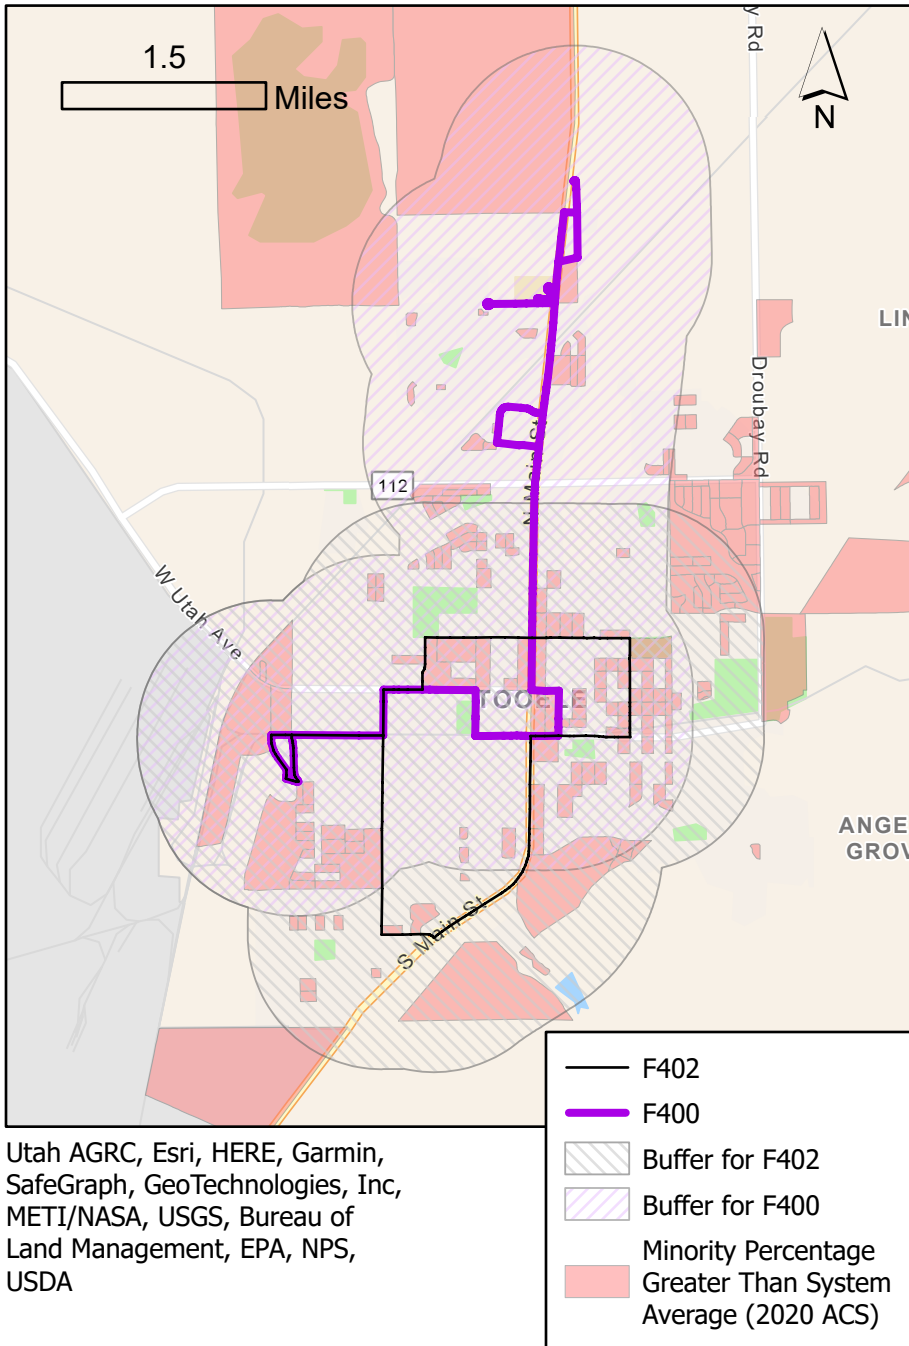 y Rd
1.5
Miles
N
LIN
Droubay Rd
N Main St
112
W Utah Ave
TOOELE
ANGE
GROV
S Main St
F402
F400
Buffer for F402
Buffer for F400
Minority Percentage
Greater Than System
Average (2020 ACS)
Utah AGRC, Esri, HERE, Garmin,
SafeGraph, GeoTechnologies, Inc,
METI/NASA, USGS, Bureau of
Land Management, EPA, NPS,
USDA